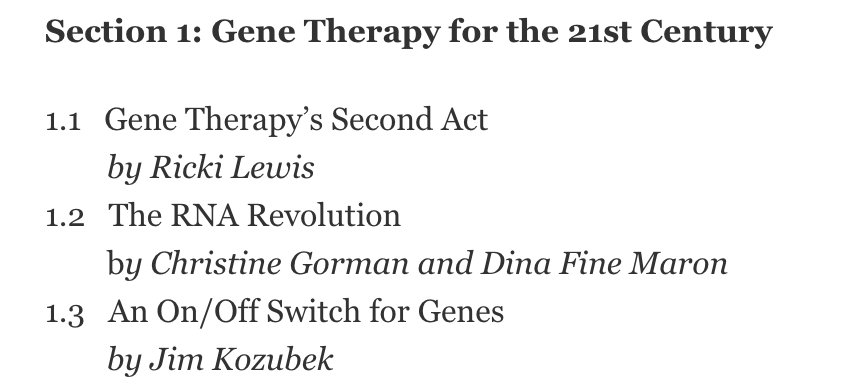 Section 1: Gene Therapy for the 21st Century
1.1 Gene Therapy’s Second Act
by Ricki Lewis
1.2 The RNA Revolution
by Christine Gorman and Dina Fine Maron
1.3 An On/Off Switch for Genes
by Jim Kozubek